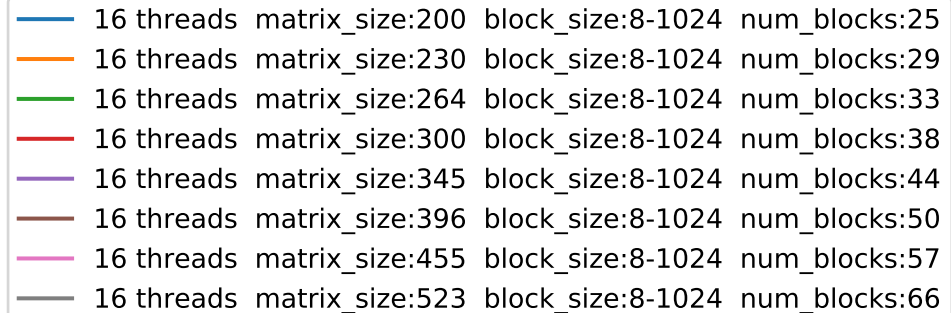 16 threads  matrix_size:200  block_size:8-1024  num_blocks:25
16 threads  matrix_size:230  block_size:8-1024  num_blocks:29
16 threads  matrix_size:264  block_size:8-1024  num_blocks:33
16 threads  matrix_size:300  block_size:8-1024  num_blocks:38
16 threads  matrix_size:345  block_size:8-1024  num_blocks:44
16 threads  matrix_size:396  block_size:8-1024  num_blocks:50
16 threads  matrix_size:455  block_size:8-1024  num_blocks:57
16 threads  matrix_size:523  block_size:8-1024  num_blocks:66